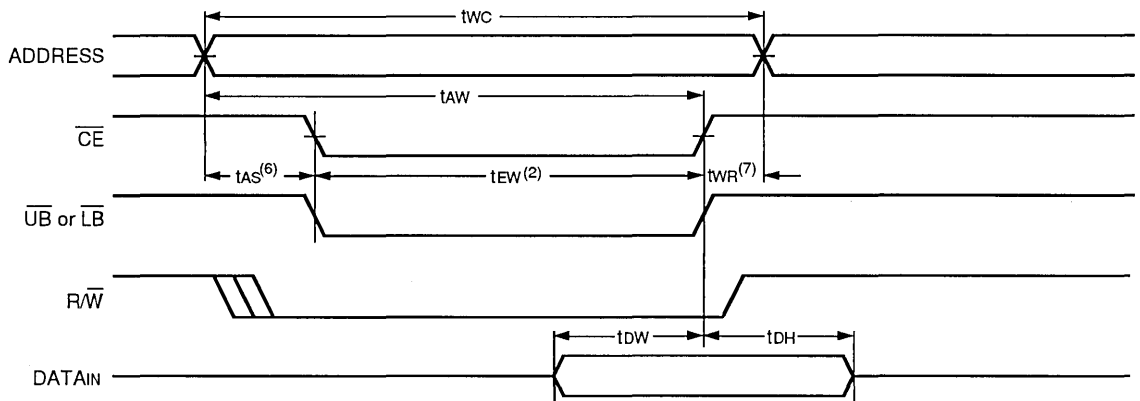 tWC
ADDRESS
tAW
CE
tAS(6) tEW(2) tWR(7)
UB or LB
R/W
tDW tDH
DATAIN